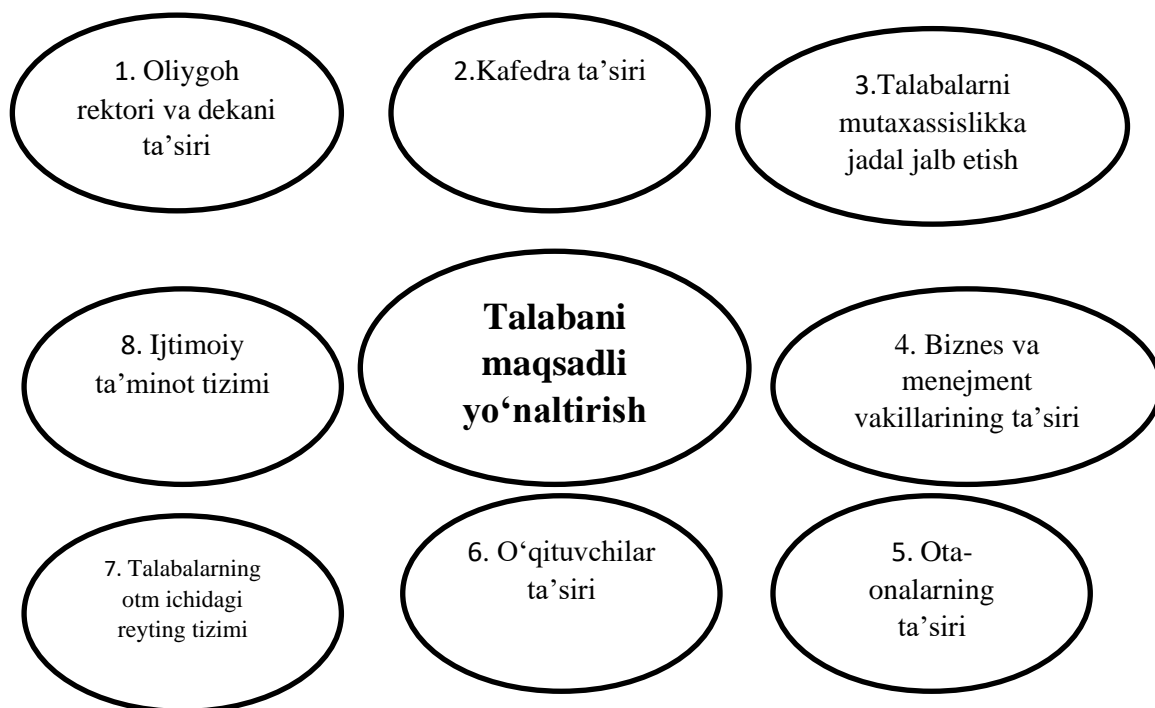 1. Oliygoh
rektori va dekani
ta’siri
2.Kafedra ta’siri
3.Talabalarni
mutaxassislikka
jadal jalb etish
8. Ijtimoiy
ta’minot tizimi
Talabani
maqsadli
yo‘naltirish
4. Biznes va
menejment
vakillarining ta’siri
7. Talabalarning
otm ichidagi
reyting tizimi
6. O‘qituvchilar
ta’siri
5. Ota-
onalarning
ta’siri